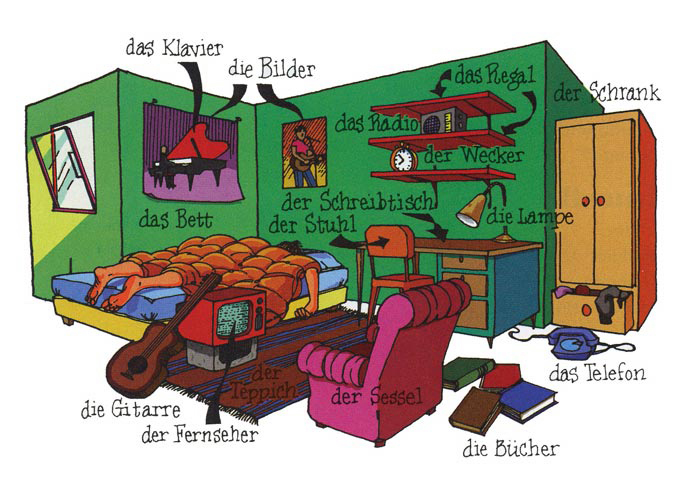 das Klavier
die Bilder
das Regal
der Schrank
das Radio
der Wecker
der Schreibtisch
das Bett
der Stuhl
die Lampe
der
Teppich
das Telefon
der Sessel
die Gitarre
der Fernseher
die Bücher